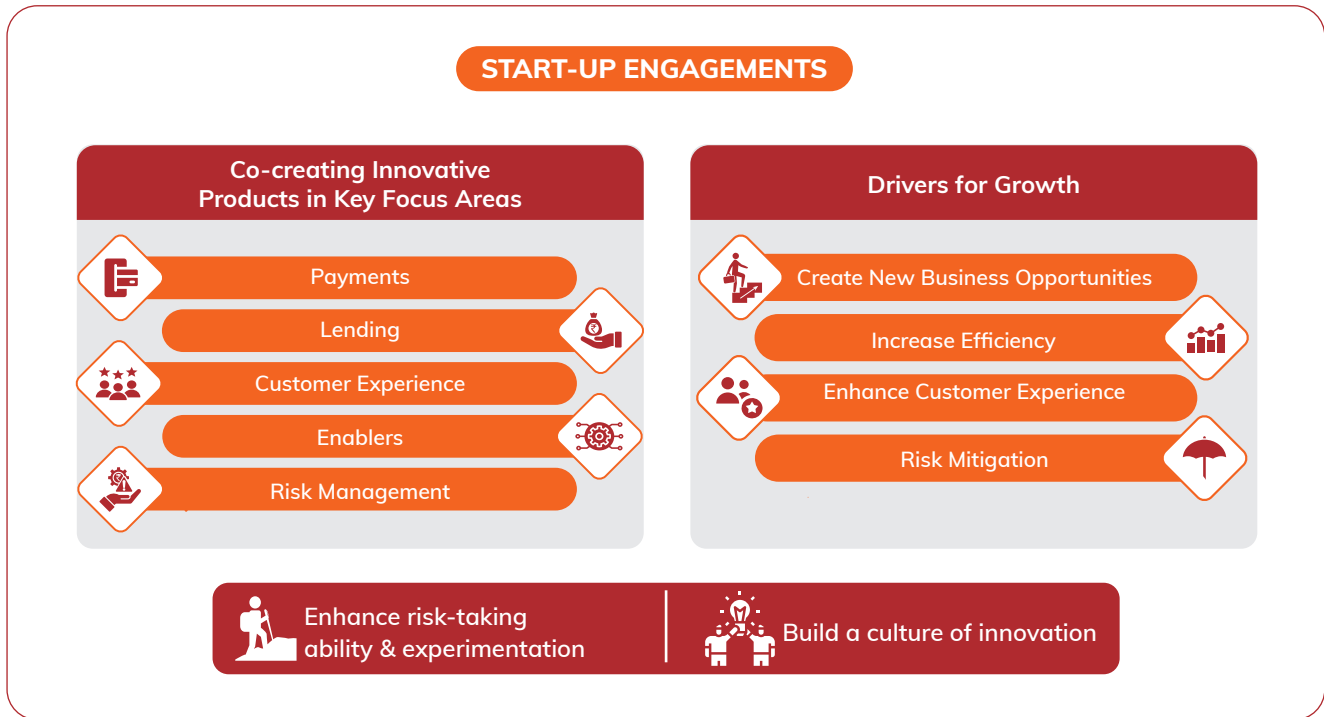 START-UP ENGAGEMENTS
Co-creating Innovative
Products in Key Focus Areas
Payments
Lending
Customer Experience
Enablers
Risk Management
Drivers for Growth
Create New Business Opportunities
Increase Efficiency
Enhance Customer Experience
Risk Mitigation
Enhance risk-taking
ability & experimentation
Build a culture of innovation